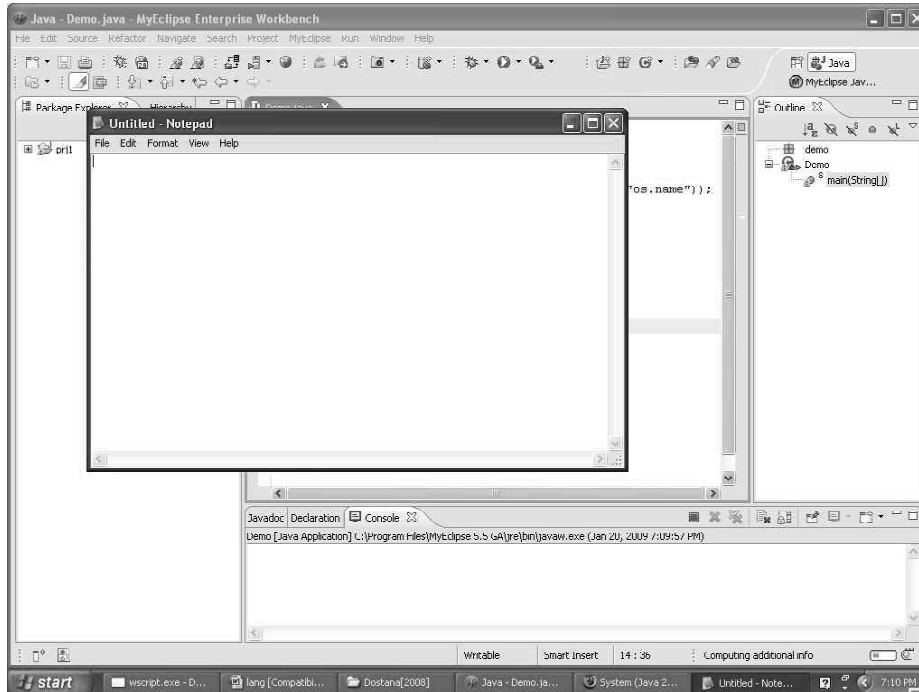 Java - Demo.java - MyEclipse Enterprise Workbench
File Edit Source Refactor Navigate Search Project MyEclipse Run Window Help
Java
MyEclipse Jav...
Package Explorer Hierarchy
Demo.java
Outline
pri1
Untitled - Notepad
File Edit Format View Help
"os.name"));
demo
Demo
main(String[])
Javadoc Declaration Console
Demo [Java Application] C:\Program Files\MyEclipse 5.5 GA\jre\bin\javaw.exe (Jan 20, 2009 7:09:57 PM)
Writable Smart Insert 14 : 36 Computing additional info
start wscript.exe - D... lang [Compatibi... Dostana[2008] Java - Demo.ja... System (Java 2... Untitled - Note... 7:10 PM